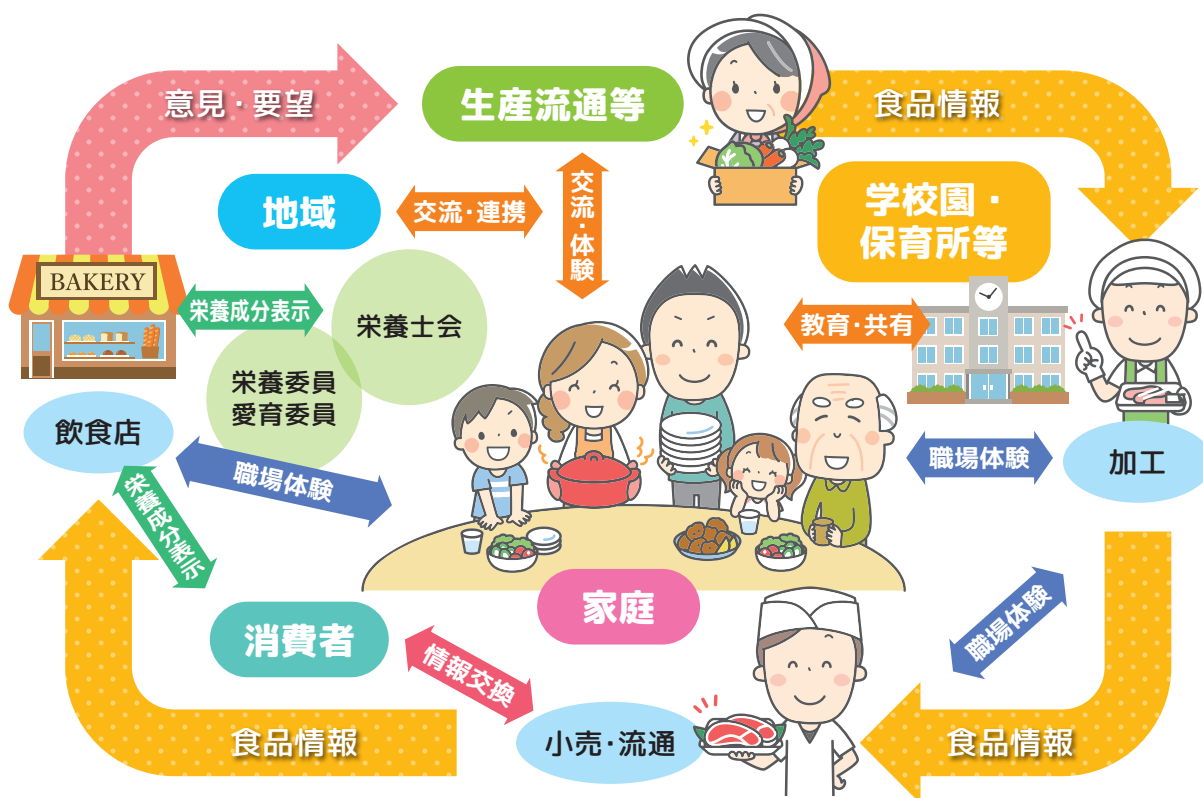 意見・要望
生産流通等
食品情報
地域
交流・連携
交流・体験
学校園・
保育所等
BAKERY
栄養成分表示
栄養士会
教育・共有
栄養委員
愛育委員
飲食店
職場体験
職場体験
加工
栄養成分表示
家庭
消費者
情報交換
職場体験
食品情報
小売・流通
食品情報